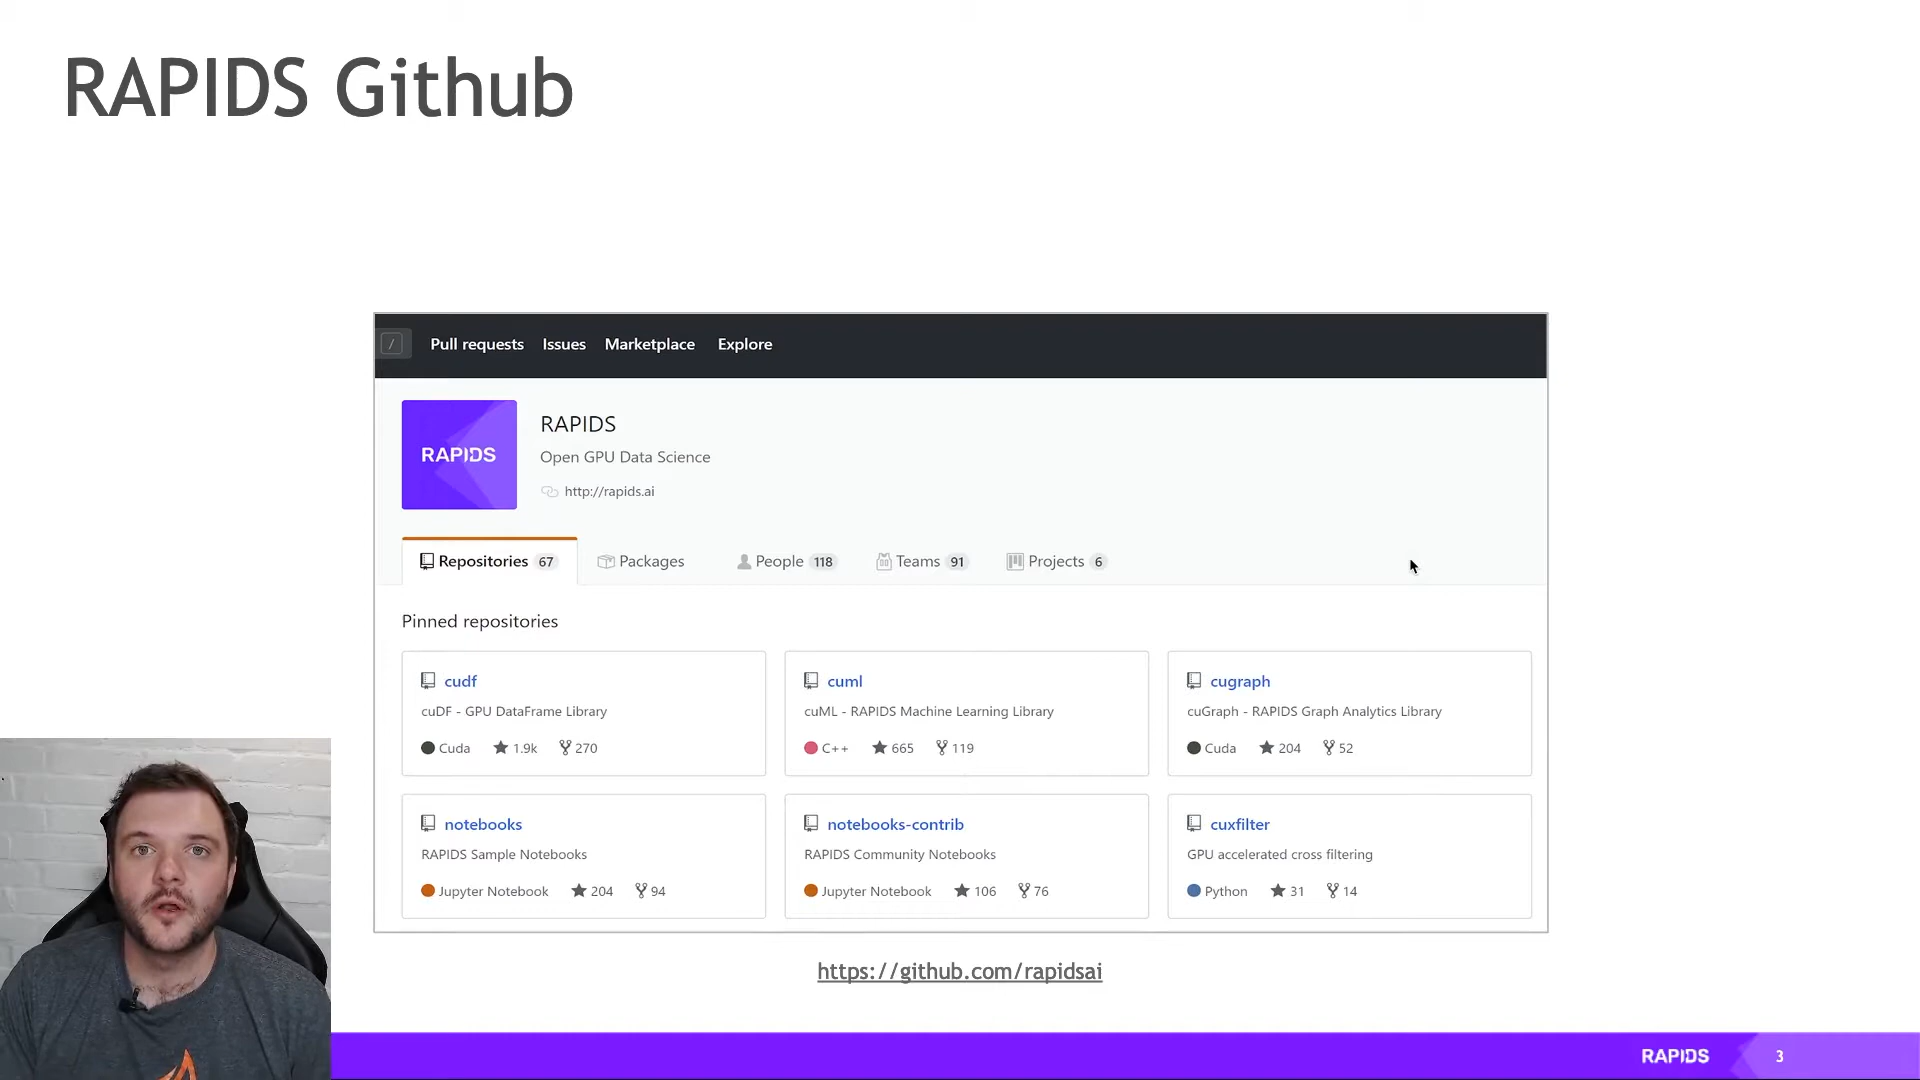 RAPIDS Github
/ Pull requests Issues Marketplace Explore
RAPIDS
RAPIDS
Open GPU Data Science
http://rapids.ai
Repositories 67 Packages People 118 Teams 91 Projects 6
Pinned repositories
cudf
cuDF - GPU DataFrame Library
Cuda 1.9k 270
cuml
cuML - RAPIDS Machine Learning Library
C++ 665 119
cugraph
cuGraph - RAPIDS Graph Analytics Library
Cuda 204 52
notebooks
RAPIDS Sample Notebooks
Jupyter Notebook 204 94
notebooks-contrib
RAPIDS Community Notebooks
Jupyter Notebook 106 76
cuxfilter
GPU accelerated cross filtering
Python 31 14
https://github.com/rapidsai
RAPIDS 3